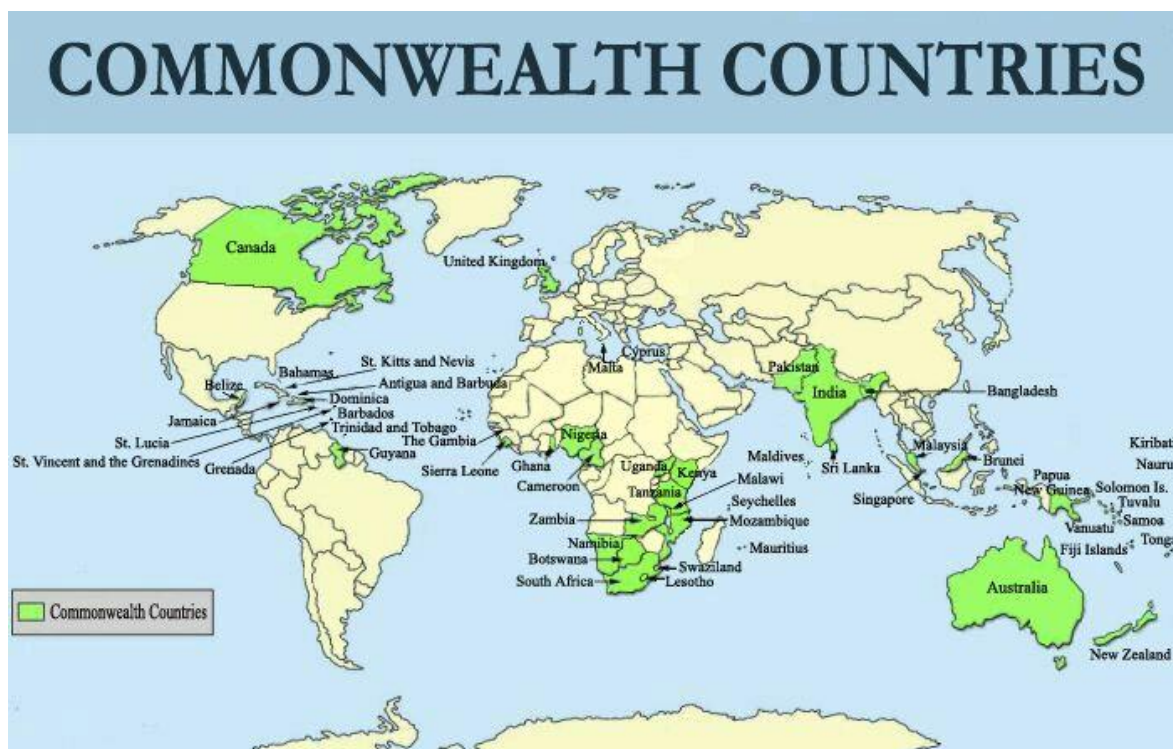 COMMONWEALTH COUNTRIES
Canada
United Kingdom
Malta
Cyprus
St. Kitts and Nevis
Bahamas
Antigua and Barbuda
Belize
Dominica
Barbados
Jamaica
Trinidad and Tobago
St. Lucia
The Gambia
Guyana
St. Vincent and the Grenadines
Grenada
Sierra Leone
Ghana
Nigeria
Cameroon
Uganda
Kenya
Tanzania
Malawi
Seychelles
Zambia
Mozambique
Namibia
Mauritius
Botswana
Swaziland
South Africa
Lesotho
Pakistan
India
Bangladesh
Maldives
Sri Lanka
Malaysia
Brunei
Singapore
Kiribat
Nauru
Papua
New Guinea
Solomon Is.
Tuvalu
Vanuatu
Samoa
Fiji Islands
Tonga
Australia
New Zealand
Commonwealth Countries